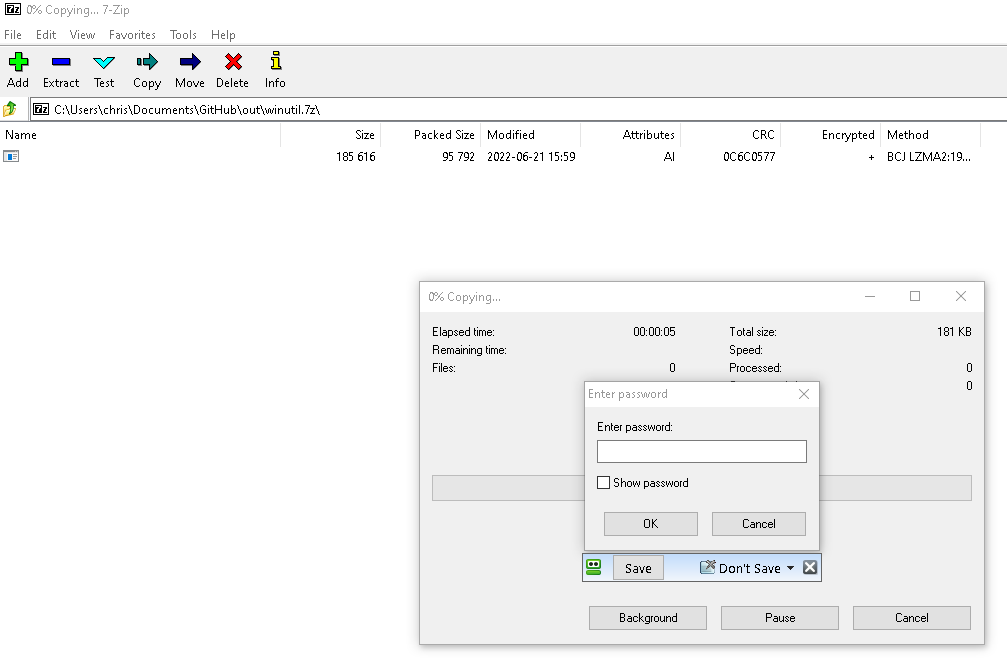 7z 0% Copying... 7-Zip
File Edit View Favorites Tools Help
Add Extract Test Copy Move Delete Info
7z C:\Users\chris\Documents\GitHub\out\winutil.7z\
Name Size Packed Size Modified Attributes CRC Encrypted Method
185 616 95 792 2022-06-21 15:59 AI 0C6C0577 + BCJ LZMA2:19...
0% Copying...
Elapsed time: 00:00:05 Total size: 181 KB
Remaining time: Speed:
Files: 0 Processed: 0
0
Enter password
Enter password:
Show password
OK Cancel
Save Don't Save
Background Pause Cancel